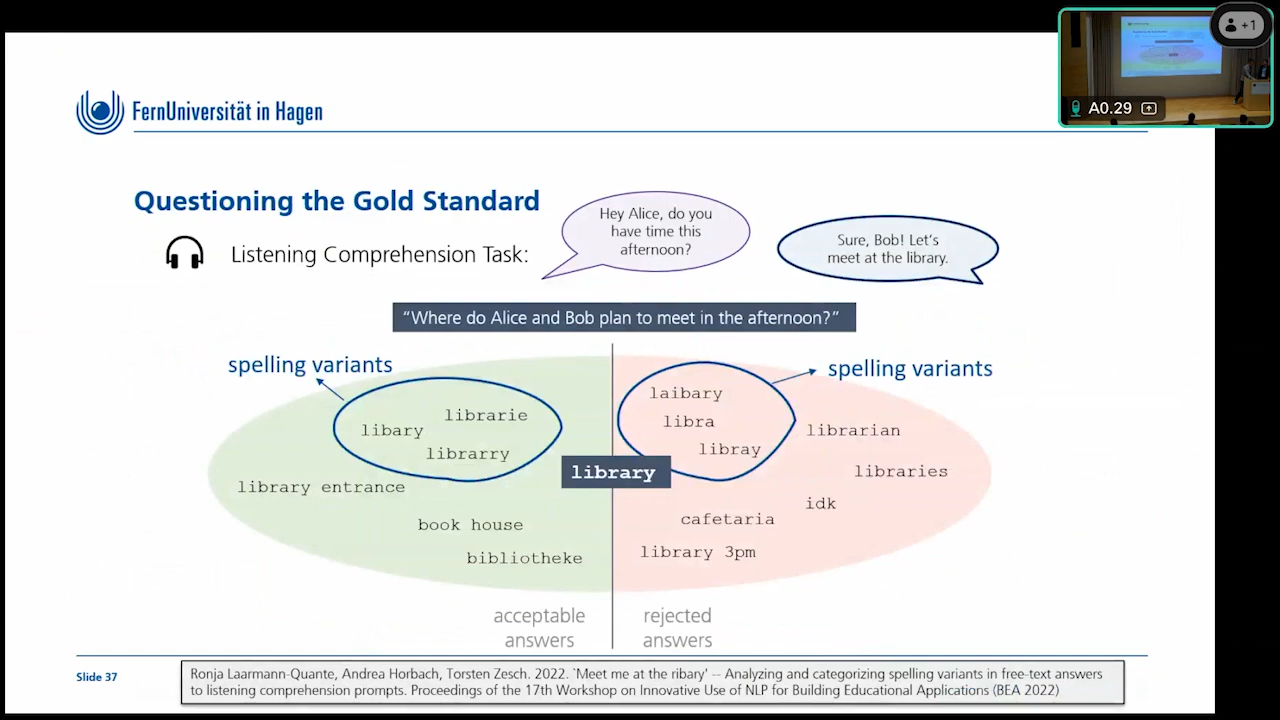 +1
A0.29
FernUniversität in Hagen
Questioning the Gold Standard
Listening Comprehension Task:
Hey Alice, do you
have time this
afternoon?
Sure, Bob! Let's
meet at the library.
“Where do Alice and Bob plan to meet in the afternoon?”
spelling variants
spelling variants
librarie
libary
librarry
library entrance
book house
bibliotheke
library
laibary
libra
libray
librarian
libraries
idk
cafetaria
library 3pm
acceptable
answers
rejected
answers
Slide 37
Ronja Laarmann-Quante, Andrea Horbach, Torsten Zesch. 2022. `Meet me at the ribary' -- Analyzing and categorizing spelling variants in free-text answers
to listening comprehension prompts. Proceedings of the 17th Workshop on Innovative Use of NLP for Building Educational Applications (BEA 2022)